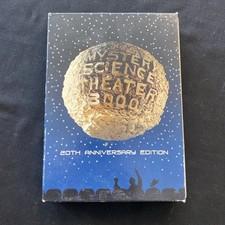 MYSTERY
SCIENCE
THEATER
3000
20TH ANNIVERSARY EDITION